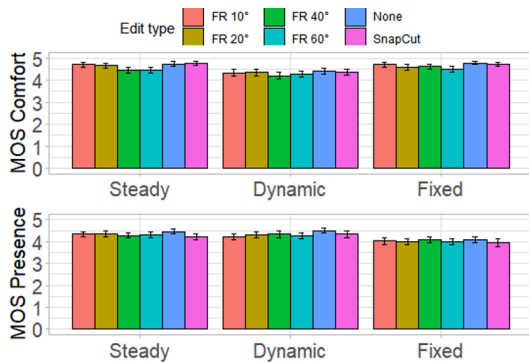 Edit type
FR 10° FR 40° None
FR 20° FR 60° SnapCut
MOS Comfort
5
4
3
2
1
0
Steady Dynamic Fixed
MOS Presence
5
4
3
2
1
0
Steady Dynamic Fixed